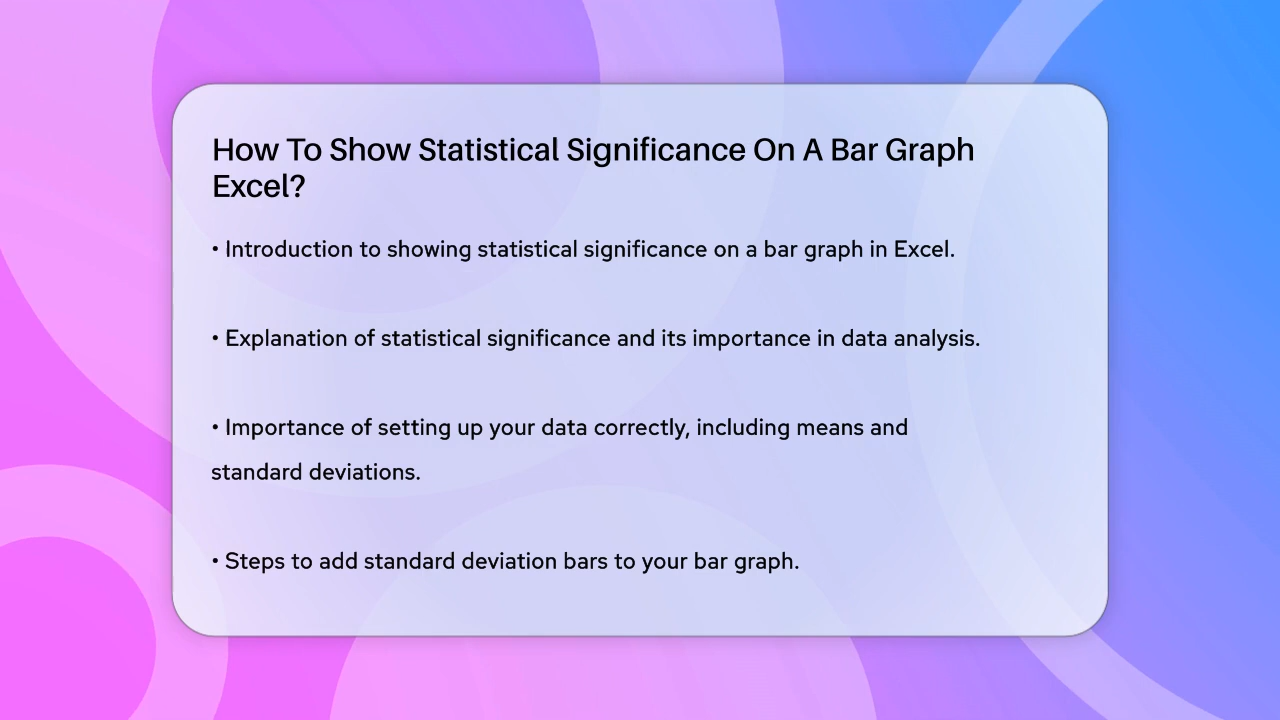 How To Show Statistical Significance On A Bar Graph
Excel?
• Introduction to showing statistical significance on a bar graph in Excel.
• Explanation of statistical significance and its importance in data analysis.
• Importance of setting up your data correctly, including means and
standard deviations.
• Steps to add standard deviation bars to your bar graph.